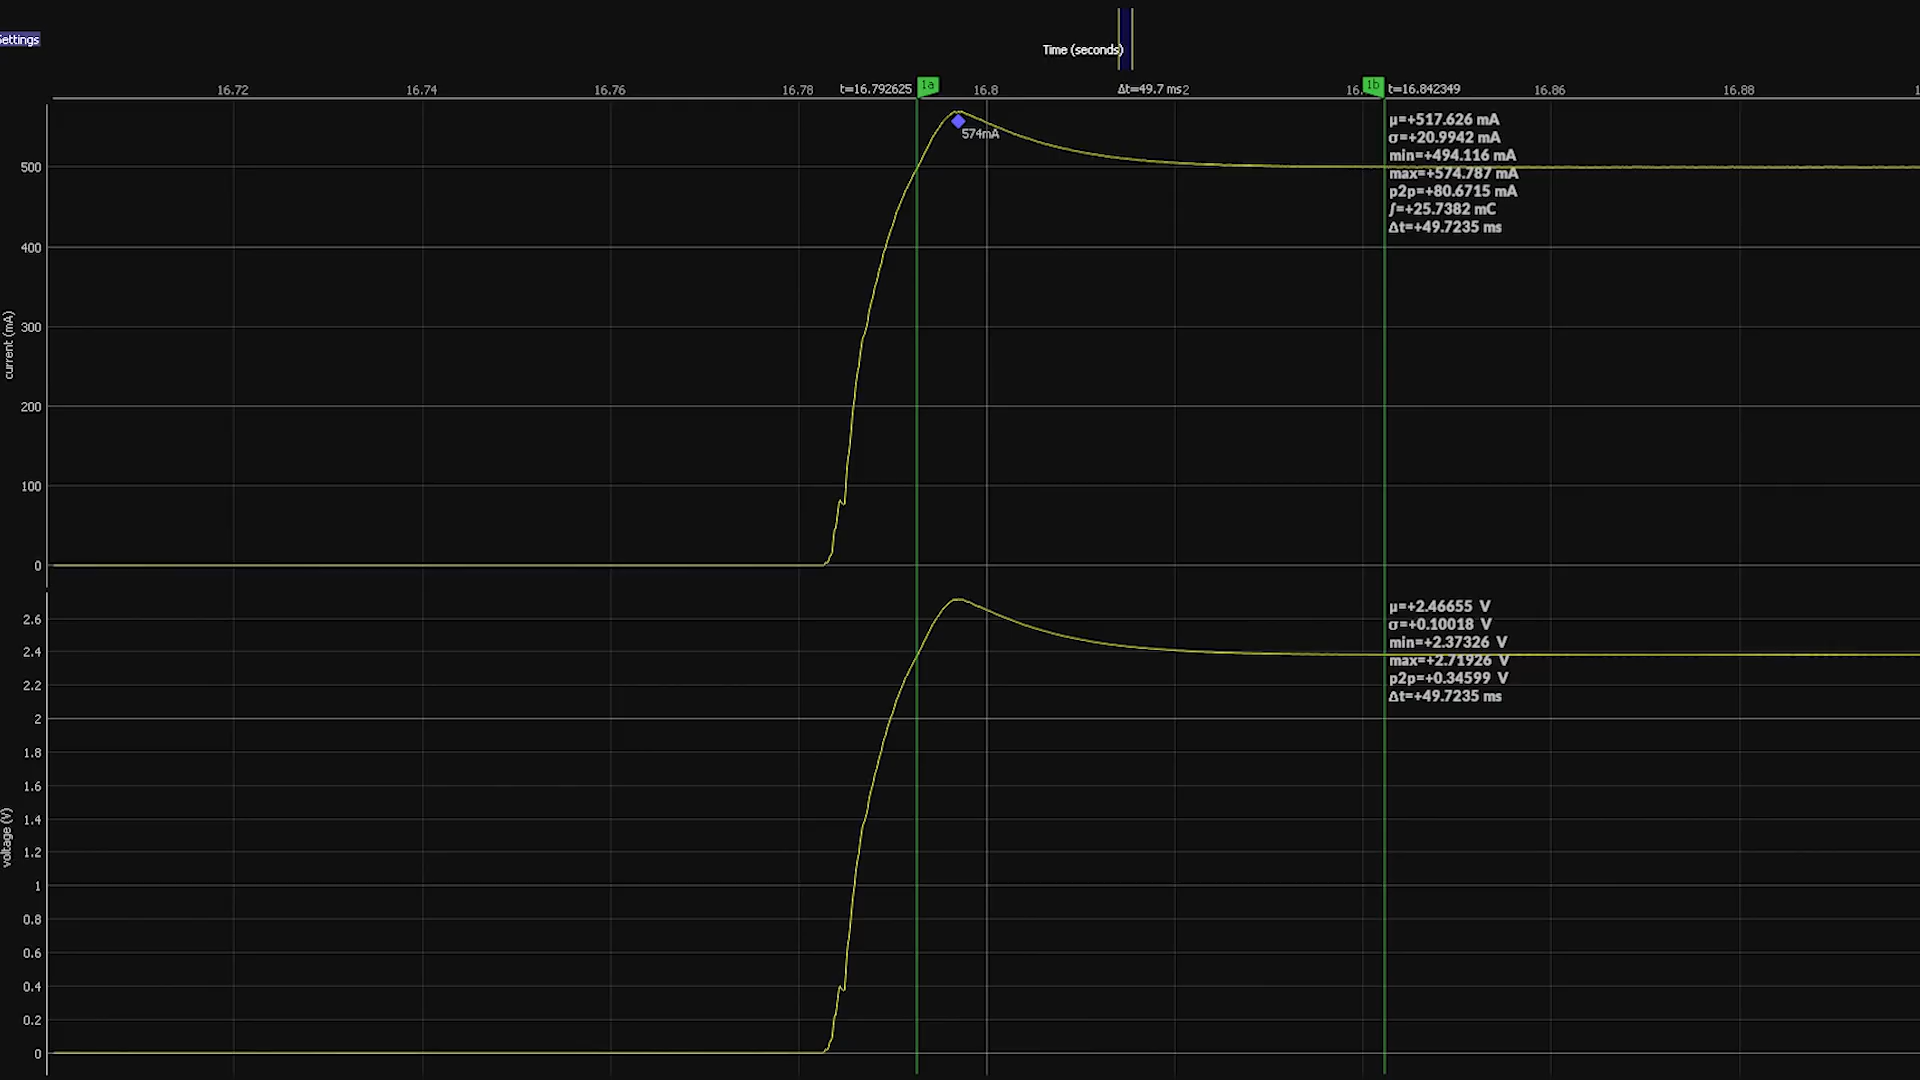 Settings
Time (seconds)
16.72
16.74
16.76
16.78
t=16.792625
1a
16.8
Δt=49.7 ms
2
16.
1b
t=16.842349
16.86
16.88
1
current (mA)
500
400
300
200
100
0
574mA
µ=+517.626 mA
σ=+20.9942 mA
min=+494.116 mA
max=+574.787 mA
p2p=+80.6715 mA
∫=+25.7382 mC
Δt=+49.7235 ms
voltage (V)
2.6
2.4
2.2
2
1.8
1.6
1.4
1.2
1
0.8
0.6
0.4
0.2
0
µ=+2.46655 V
σ=+0.10018 V
min=+2.37326 V
max=+2.71926 V
p2p=+0.34599 V
Δt=+49.7235 ms